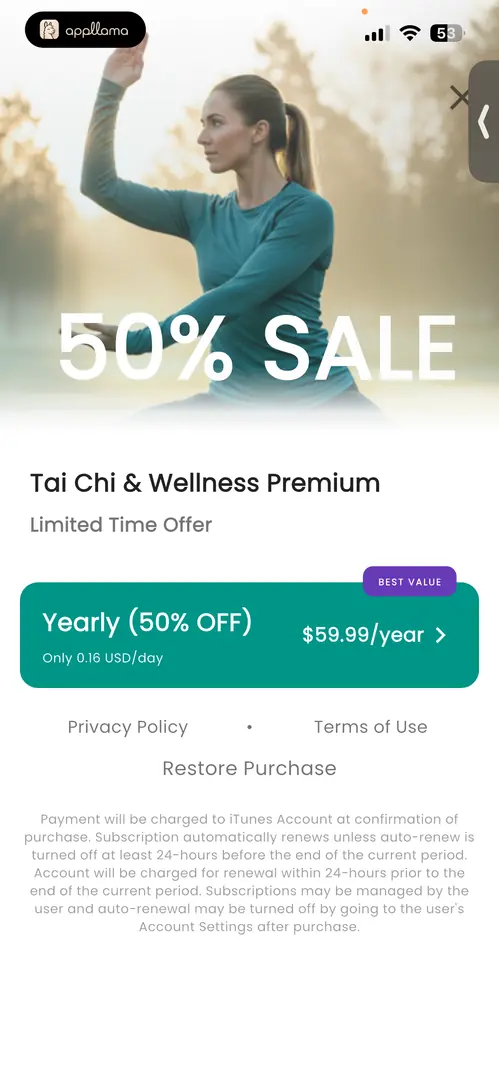 appllama
53
50% SALE
Tai Chi & Wellness Premium
Limited Time Offer
BEST VALUE
Yearly (50% OFF)
$59.99/year
Only 0.16 USD/day
Privacy Policy
•
Terms of Use
Restore Purchase
Payment will be charged to iTunes Account at confirmation of
purchase. Subscription automatically renews unless auto-renew is
turned off at least 24-hours before the end of the current period.
Account will be charged for renewal within 24-hours prior to the
end of the current period. Subscriptions may be managed by the
user and auto-renewal may be turned off by going to the user's
Account Settings after purchase.